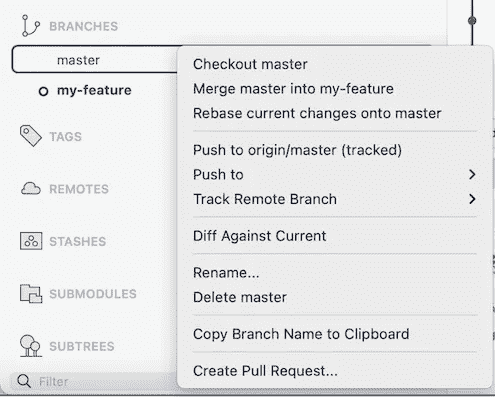 BRANCHES
master
my-feature
TAGS
REMOTES
STASHES
SUBMODULES
SUBTREES
Filter
Checkout master
Merge master into my-feature
Rebase current changes onto master
Push to origin/master (tracked)
Push to
Track Remote Branch
Diff Against Current
Rename...
Delete master
Copy Branch Name to Clipboard
Create Pull Request...